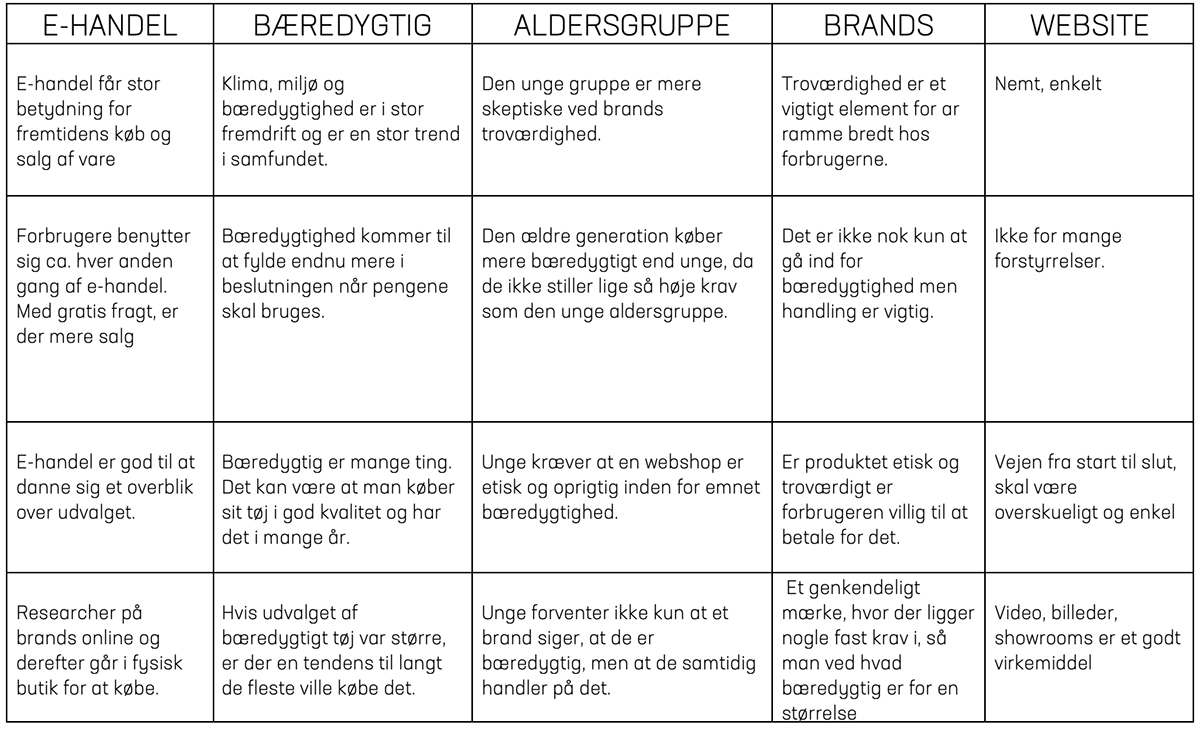 E-HANDEL
BÆREDYGTIG
ALDERSGRUPPE
BRANDS
WEBSITE
E-handel får stor
betydning for
fremtidens køb og
salg af vare
Klima, miljø og
bæredygtighed er i stor
fremdrift og er en stor trend
i samfundet.
Den unge gruppe er mere
skeptiske ved brands
troværdighed.
Troværdighed er et
vigtigt element for ar
ramme bredt hos
forbrugerne.
Nemt, enkelt
Forbrugere benytter
sig ca. hver anden
gang af e-handel.
Med gratis fragt, er
der mere salg
Bæredygtighed kommer til
at fylde endnu mere i
beslutningen når pengene
skal bruges.
Den ældre generation køber
mere bæredygtigt end unge, da
de ikke stiller lige så høje krav
som den unge aldersgruppe.
Det er ikke nok kun at
gå ind for
bæredygtighed men
handling er vigtig.
Ikke for mange
forstyrrelser.
E-handel er god til at
danne sig et overblik
over udvalget.
Bæredygtig er mange ting.
Det kan være at man køber
sit tøj i god kvalitet og har
det i mange år.
Unge kræver at en webshop er
etisk og oprigtig inden for emnet
bæredygtighed.
Er produktet etisk og
troværdigt er
forbrugeren villig til at
betale for det.
Vejen fra start til slut,
skal være
overskueligt og enkel
Researcher på
brands online og
derefter går i fysisk
butik for at købe.
Hvis udvalget af
bæredygtigt tøj var større,
er der en tendens til langt
de fleste ville købe det.
Unge forventer ikke kun at et
brand siger, at de er
bæredygtig, men at de samtidig
handler på det.
Et genkendeligt
mærke, hvor der ligger
nogle fast krav i, så
man ved hvad
bæredygtig er for en
størrelse
Video, billeder,
showrooms er et godt
virkemiddel